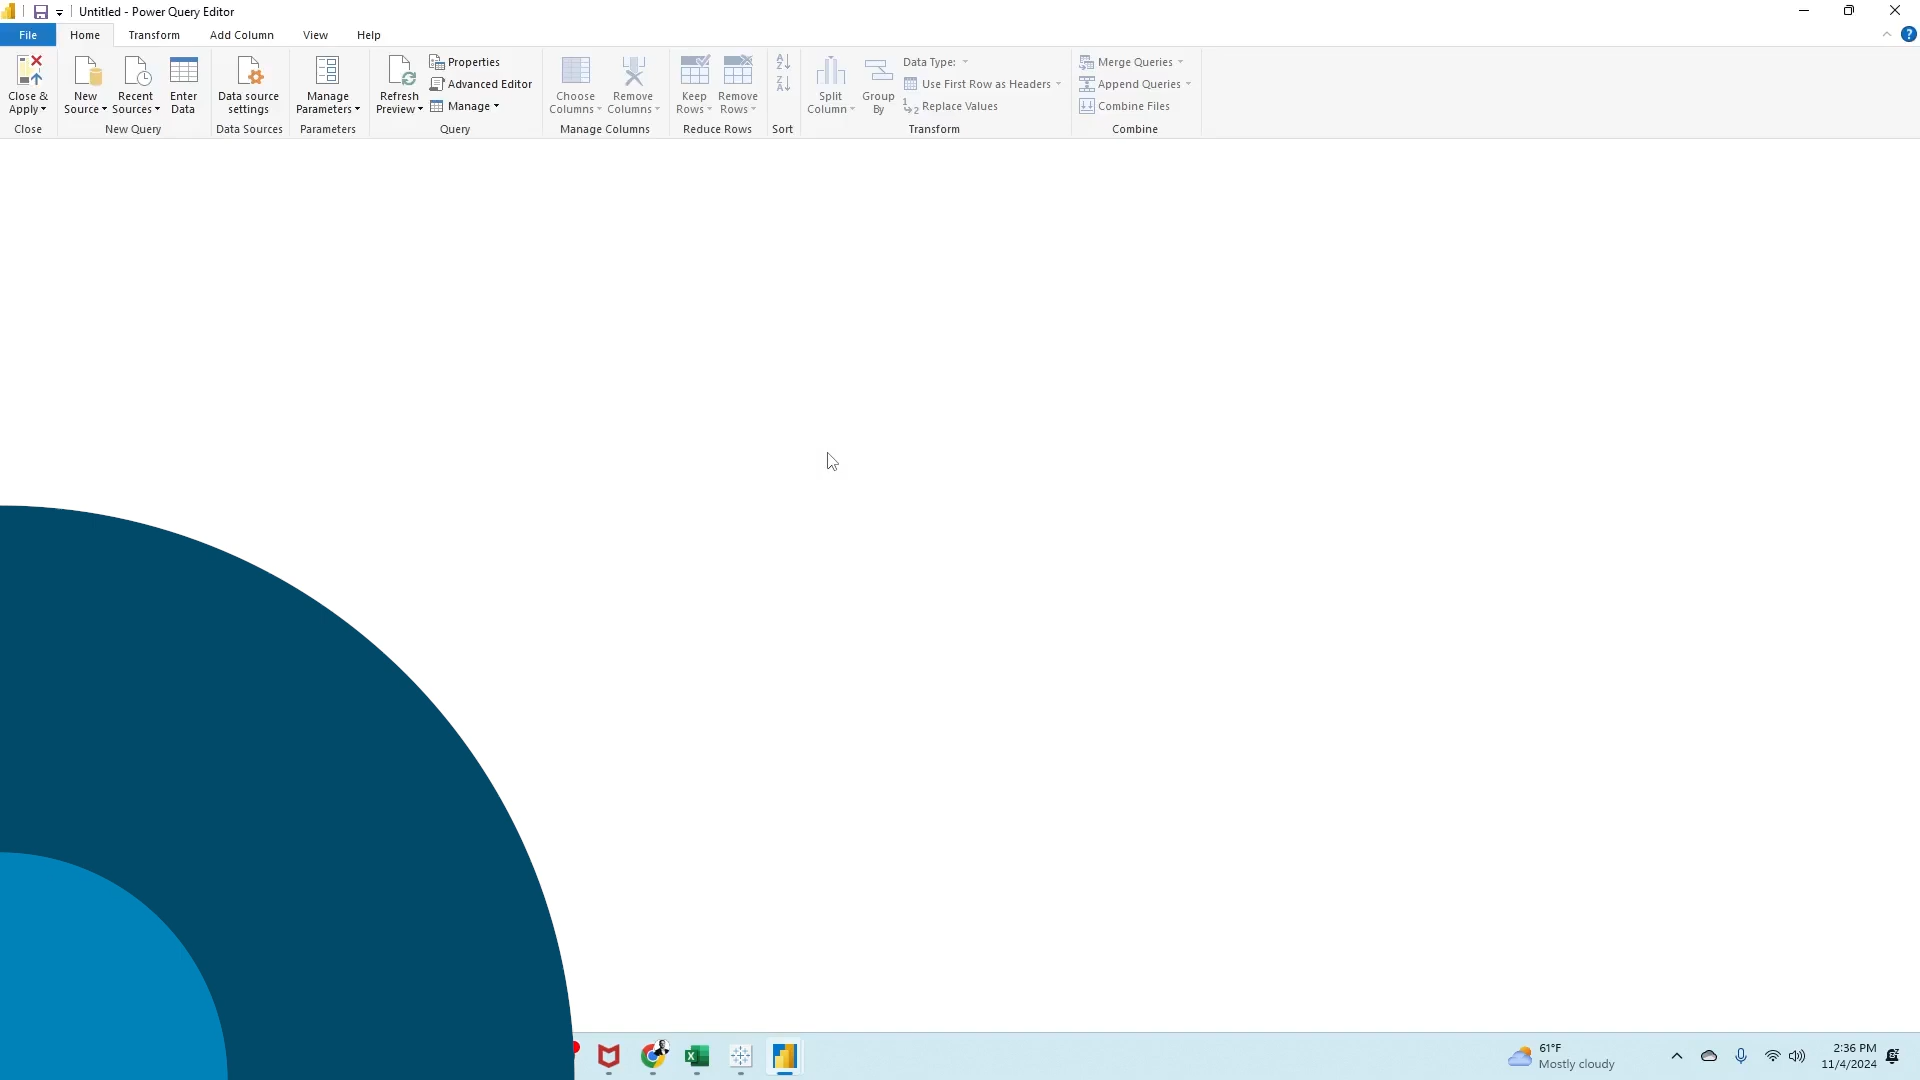 Untitled - Power Query Editor
File Home Transform Add Column View Help
Close & Apply
New Source
Recent Sources
Enter Data
Data source settings
Manage Parameters
Refresh Preview
Properties
Advanced Editor
Manage
Choose Columns
Remove Columns
Keep Rows
Remove Rows
Split Column
Group By
Data Type:
Use First Row as Headers
Replace Values
Merge Queries
Append Queries
Combine Files
Close New Query Data Sources Parameters Query Manage Columns Reduce Rows Sort Transform Combine
61°F
Mostly cloudy
2:36 PM
11/4/2024